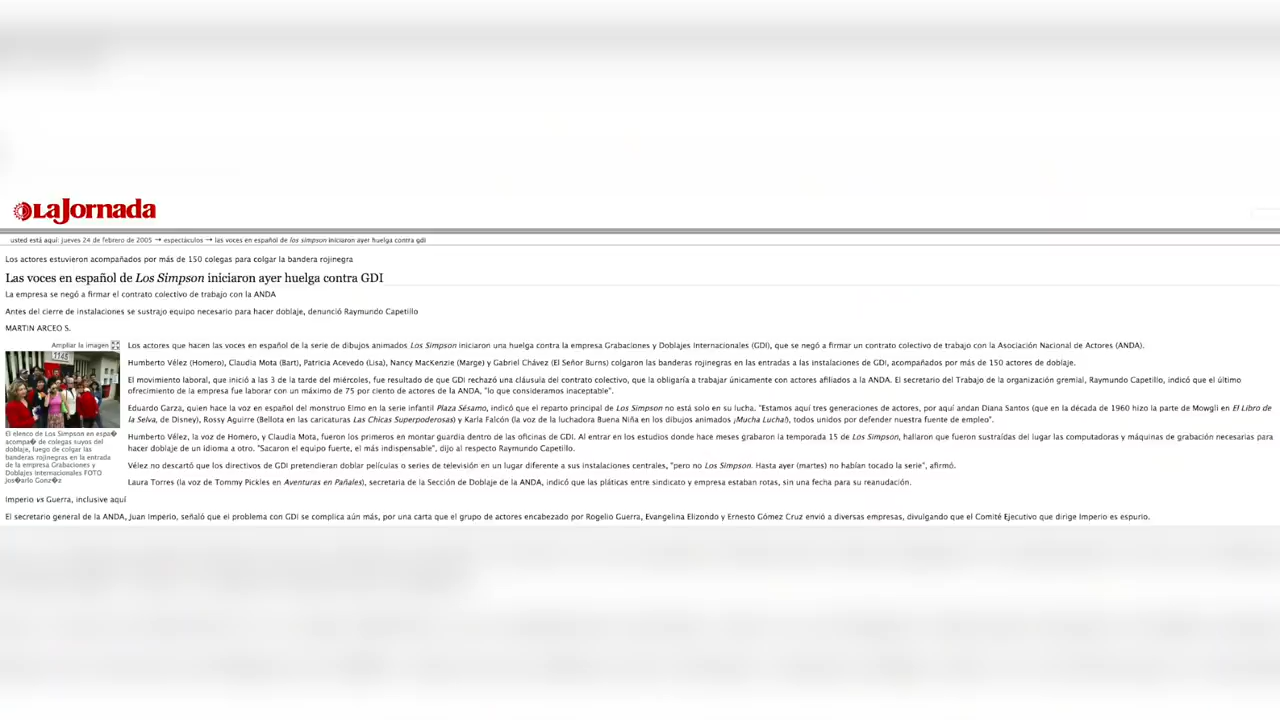 La Jornada
usted está aquí: jueves 24 de febrero de 2005 → espectáculos → las voces en español de los simpson iniciaron ayer huelga contra gdi
Los actores estuvieron acompañados por más de 150 colegas para colgar la bandera rojinegra
Las voces en español de Los Simpson iniciaron ayer huelga contra GDI
La empresa se negó a firmar el contrato colectivo de trabajo con la ANDA
Antes del cierre de instalaciones se sustrajo equipo necesario para hacer doblaje, denunció Raymundo Capetillo
MARTIN ARCEO S.
Ampliar la imagen
1145
El elenco de Los Simpson en espa�
acompa� de colegas suyos del
doblaje, luego de colgar las
banderas rojinegras en la entrada
de la empresa Grabaciones y
Doblajes Internacionales FOTO
Jos�arlo Gonz�z
Los actores que hacen las voces en español de la serie de dibujos animados Los Simpson iniciaron una huelga contra la empresa Grabaciones y Doblajes Internacionales (GDI), que se negó a firmar un contrato colectivo de trabajo con la Asociación Nacional de Actores (ANDA).
Humberto Vélez (Homero), Claudia Mota (Bart), Patricia Acevedo (Lisa), Nancy MacKenzie (Marge) y Gabriel Chávez (El Señor Burns) colgaron las banderas rojinegras en las entradas a las instalaciones de GDI, acompañados por más de 150 actores de doblaje.
El movimiento laboral, que inició a las 3 de la tarde del miércoles, fue resultado de que GDI rechazó una cláusula del contrato colectivo, que la obligaría a trabajar únicamente con actores afiliados a la ANDA. El secretario del Trabajo de la organización gremial, Raymundo Capetillo, indicó que el último
ofrecimiento de la empresa fue laborar con un máximo de 75 por ciento de actores de la ANDA, "lo que consideramos inaceptable".
Eduardo Garza, quien hace la voz en español del monstruo Elmo en la serie infantil Plaza Sésamo, indicó que el reparto principal de Los Simpson no está solo en su lucha. "Estamos aquí tres generaciones de actores, por aquí andan Diana Santos (que en la década de 1960 hizo la parte de Mowgli en El Libro de
la Selva, de Disney), Rossy Aguirre (Bellota en las caricaturas Las Chicas Superpoderosas) y Karla Falcón (la voz de la luchadora Buena Niña en los dibujos animados ¡Mucha Lucha!), todos unidos por defender nuestra fuente de empleo".
Humberto Vélez, la voz de Homero, y Claudia Mota, fueron los primeros en montar guardia dentro de las oficinas de GDI. Al entrar en los estudios donde hace meses grabaron la temporada 15 de Los Simpson, hallaron que fueron sustraídas del lugar las computadoras y máquinas de grabación necesarias para
hacer doblaje de un idioma a otro. "Sacaron el equipo fuerte, el más indispensable", dijo al respecto Raymundo Capetillo.
Vélez no descartó que los directivos de GDI pretendieran doblar películas o series de televisión en un lugar diferente a sus instalaciones centrales, "pero no Los Simpson. Hasta ayer (martes) no habían tocado la serie", afirmó.
Laura Torres (la voz de Tommy Pickles en Aventuras en Pañales), secretaria de la Sección de Doblaje de la ANDA, indicó que las pláticas entre sindicato y empresa estaban rotas, sin una fecha para su reanudación.
Imperio vs Guerra, inclusive aquí
El secretario general de la ANDA, Juan Imperio, señaló que el problema con GDI se complica aún más, por una carta que el grupo de actores encabezado por Rogelio Guerra, Evangelina Elizondo y Ernesto Gómez Cruz envió a diversas empresas, divulgando que el Comité Ejecutivo que dirige Imperio es espurio.